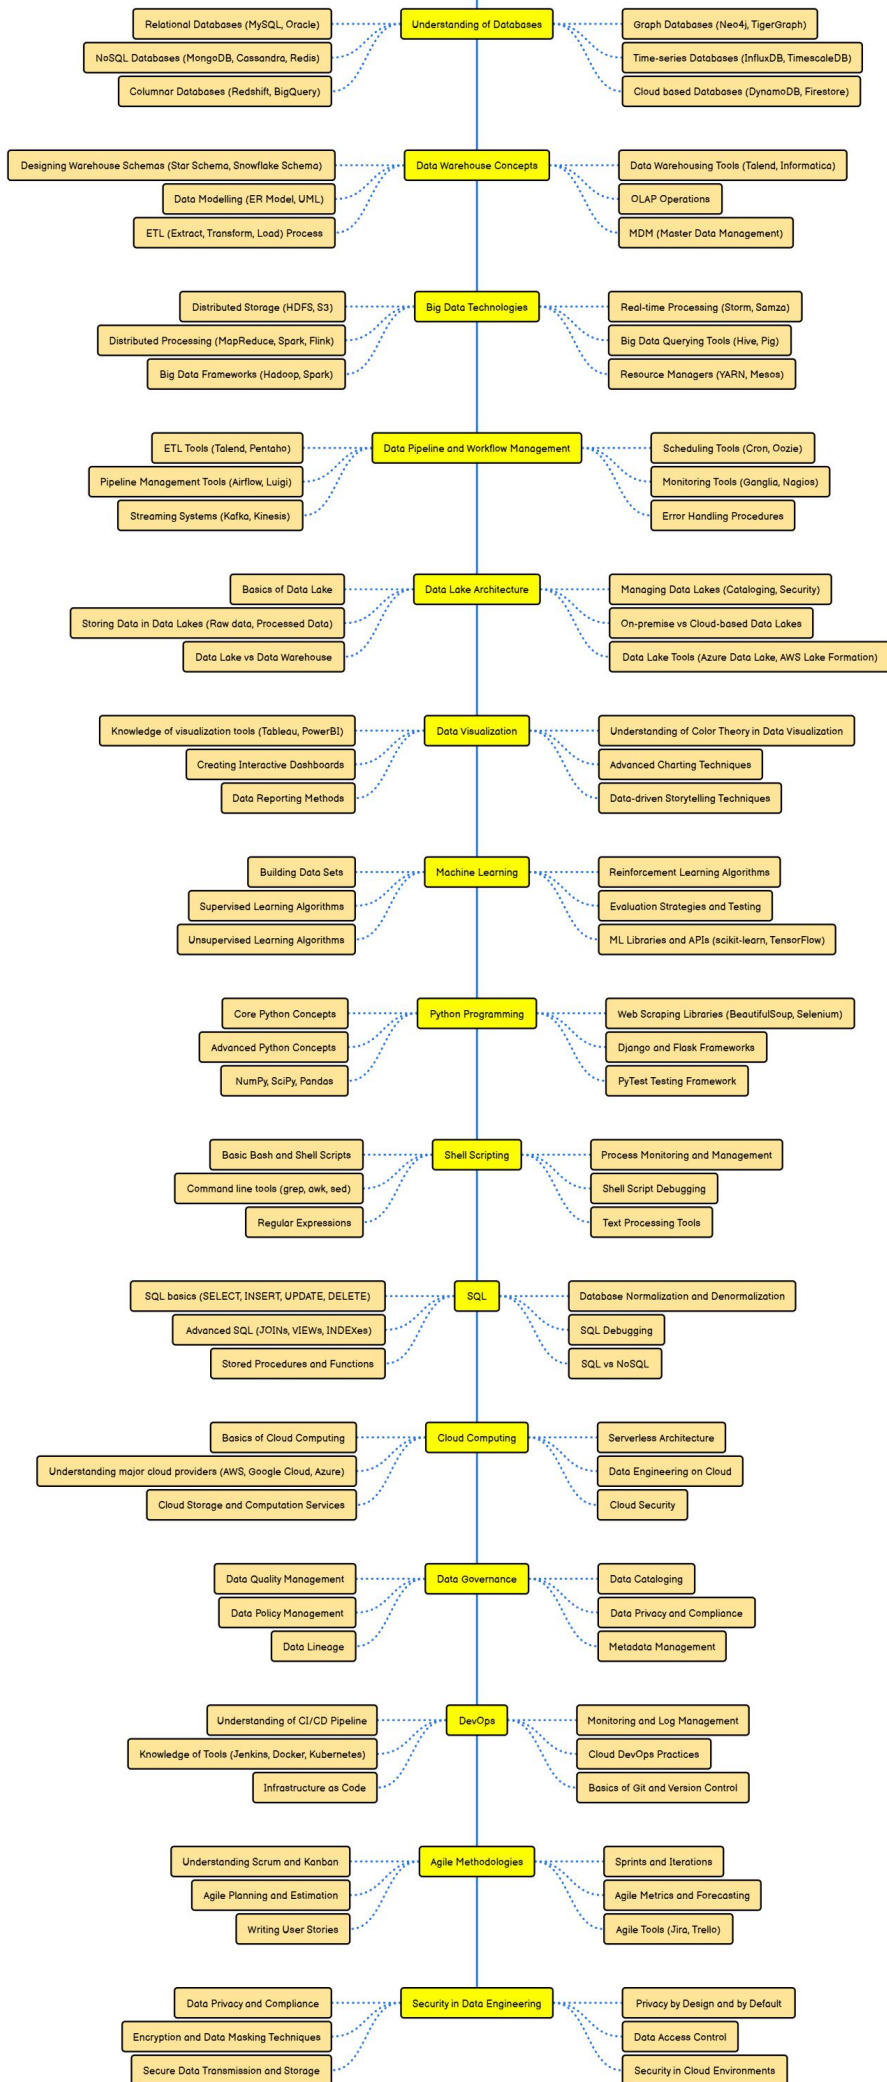 Relational Databases (MySQL, Oracle)
NoSQL Databases (MongoDB, Cassandra, Redis)
Columnar Databases (Redshift, BigQuery)
Understanding of Databases
Graph Databases (Neo4j, TigerGraph)
Time-series Databases (InfluxDB, TimescaleDB)
Cloud based Databases (DynamoDB, Firestore)
Designing Warehouse Schemas (Star Schema, Snowflake Schema)
Data Modelling (ER Model, UML)
ETL (Extract, Transform, Load) Process
Data Warehouse Concepts
Data Warehousing Tools (Talend, Informatica)
OLAP Operations
MDM (Master Data Management)
Distributed Storage (HDFS, S3)
Distributed Processing (MapReduce, Spark, Flink)
Big Data Frameworks (Hadoop, Spark)
Big Data Technologies
Real-time Processing (Storm, Samza)
Big Data Querying Tools (Hive, Pig)
Resource Managers (YARN, Mesos)
ETL Tools (Talend, Pentaho)
Pipeline Management Tools (Airflow, Luigi)
Streaming Systems (Kafka, Kinesis)
Data Pipeline and Workflow Management
Scheduling Tools (Cron, Oozie)
Monitoring Tools (Ganglia, Nagios)
Error Handling Procedures
Basics of Data Lake
Storing Data in Data Lakes (Raw data, Processed Data)
Data Lake vs Data Warehouse
Data Lake Architecture
Managing Data Lakes (Cataloging, Security)
On-premise vs Cloud-based Data Lakes
Data Lake Tools (Azure Data Lake, AWS Lake Formation)
Knowledge of visualization tools (Tableau, PowerBI)
Creating Interactive Dashboards
Data Reporting Methods
Data Visualization
Understanding of Color Theory in Data Visualization
Advanced Charting Techniques
Data-driven Storytelling Techniques
Building Data Sets
Supervised Learning Algorithms
Unsupervised Learning Algorithms
Machine Learning
Reinforcement Learning Algorithms
Evaluation Strategies and Testing
ML Libraries and APIs (scikit-learn, TensorFlow)
Core Python Concepts
Advanced Python Concepts
NumPy, SciPy, Pandas
Python Programming
Web Scraping Libraries (BeautifulSoup, Selenium)
Django and Flask Frameworks
PyTest Testing Framework
Basic Bash and Shell Scripts
Command line tools (grep, awk, sed)
Regular Expressions
Shell Scripting
Process Monitoring and Management
Shell Script Debugging
Text Processing Tools
SQL basics (SELECT, INSERT, UPDATE, DELETE)
Advanced SQL (JOINs, VIEWs, INDEXes)
Stored Procedures and Functions
SQL
Database Normalization and Denormalization
SQL Debugging
SQL vs NoSQL
Basics of Cloud Computing
Understanding major cloud providers (AWS, Google Cloud, Azure)
Cloud Storage and Computation Services
Cloud Computing
Serverless Architecture
Data Engineering on Cloud
Cloud Security
Data Quality Management
Data Policy Management
Data Lineage
Data Governance
Data Cataloging
Data Privacy and Compliance
Metadata Management
Understanding of CI/CD Pipeline
Knowledge of Tools (Jenkins, Docker, Kubernetes)
Infrastructure as Code
DevOps
Monitoring and Log Management
Cloud DevOps Practices
Basics of Git and Version Control
Understanding Scrum and Kanban
Agile Planning and Estimation
Writing User Stories
Agile Methodologies
Sprints and Iterations
Agile Metrics and Forecasting
Agile Tools (Jira, Trello)
Data Privacy and Compliance
Encryption and Data Masking Techniques
Secure Data Transmission and Storage
Security in Data Engineering
Privacy by Design and by Default
Data Access Control
Security in Cloud Environments